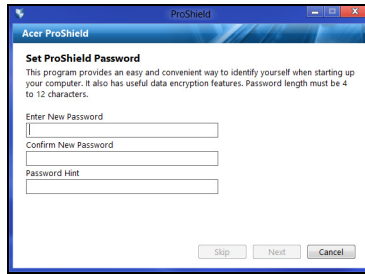 ProShield
Acer ProShield
Set ProShield Password
This program provides an easy and convenient way to identify yourself when starting up
your computer. It also has useful data encryption features. Password length must be 4
to 12 characters.
Enter New Password
Confirm New Password
Password Hint
Skip Next Cancel